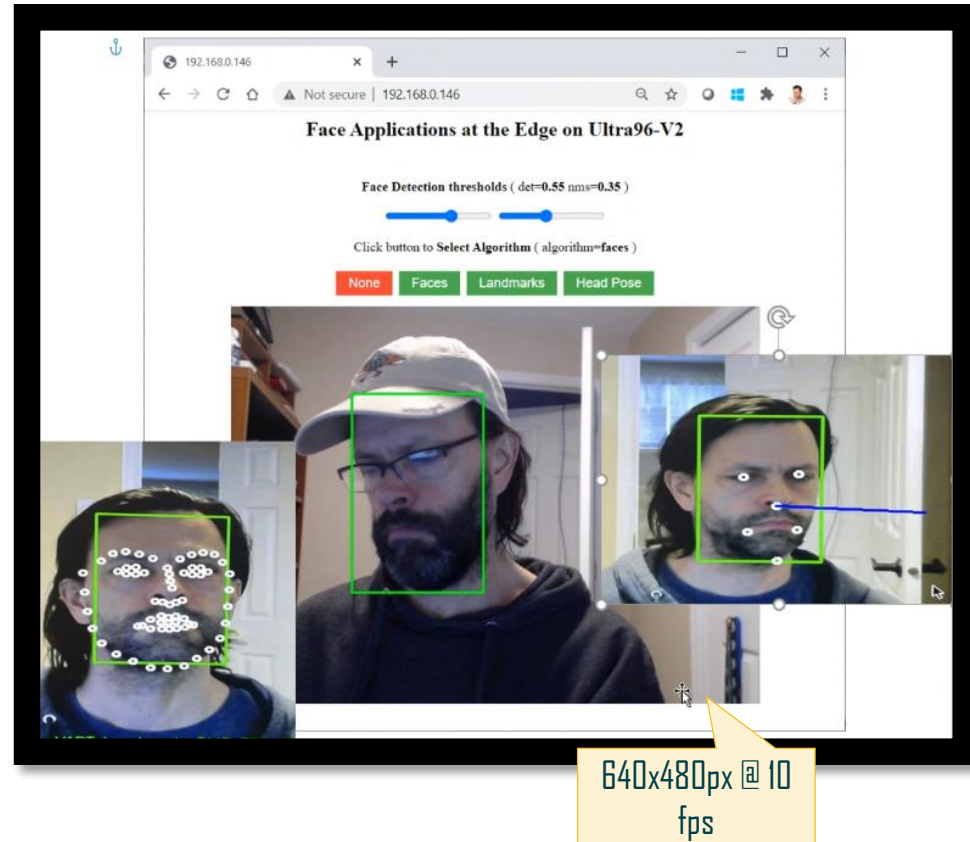 192.168.0.146
Not secure | 192.168.0.146
Face Applications at the Edge on Ultra96-V2
Face Detection thresholds ( det=0.55 nms=0.35 )
Click button to Select Algorithm ( algorithm=faces )
None Faces Landmarks Head Pose
640x480px @ 10
fps